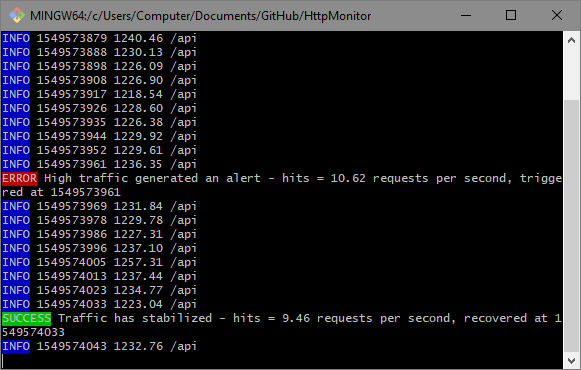 MINGW64:/c/Users/Computer/Documents/GitHub/HttpMonitor
INFO 1549573879 1240.46 /api
INFO 1549573888 1230.13 /api
INFO 1549573898 1226.09 /api
INFO 1549573908 1226.90 /api
INFO 1549573917 1218.54 /api
INFO 1549573926 1228.60 /api
INFO 1549573935 1226.38 /api
INFO 1549573944 1229.92 /api
INFO 1549573952 1229.61 /api
INFO 1549573961 1236.35 /api
ERROR High traffic generated an alert - hits = 10.62 requests per second, trigge
red at 1549573961
INFO 1549573969 1231.84 /api
INFO 1549573978 1229.78 /api
INFO 1549573986 1227.31 /api
INFO 1549573996 1237.10 /api
INFO 1549574005 1257.31 /api
INFO 1549574013 1237.44 /api
INFO 1549574023 1234.77 /api
INFO 1549574033 1223.04 /api
SUCCESS Traffic has stabilized - hits = 9.46 requests per second, recovered at 1
549574033
INFO 1549574043 1232.76 /api